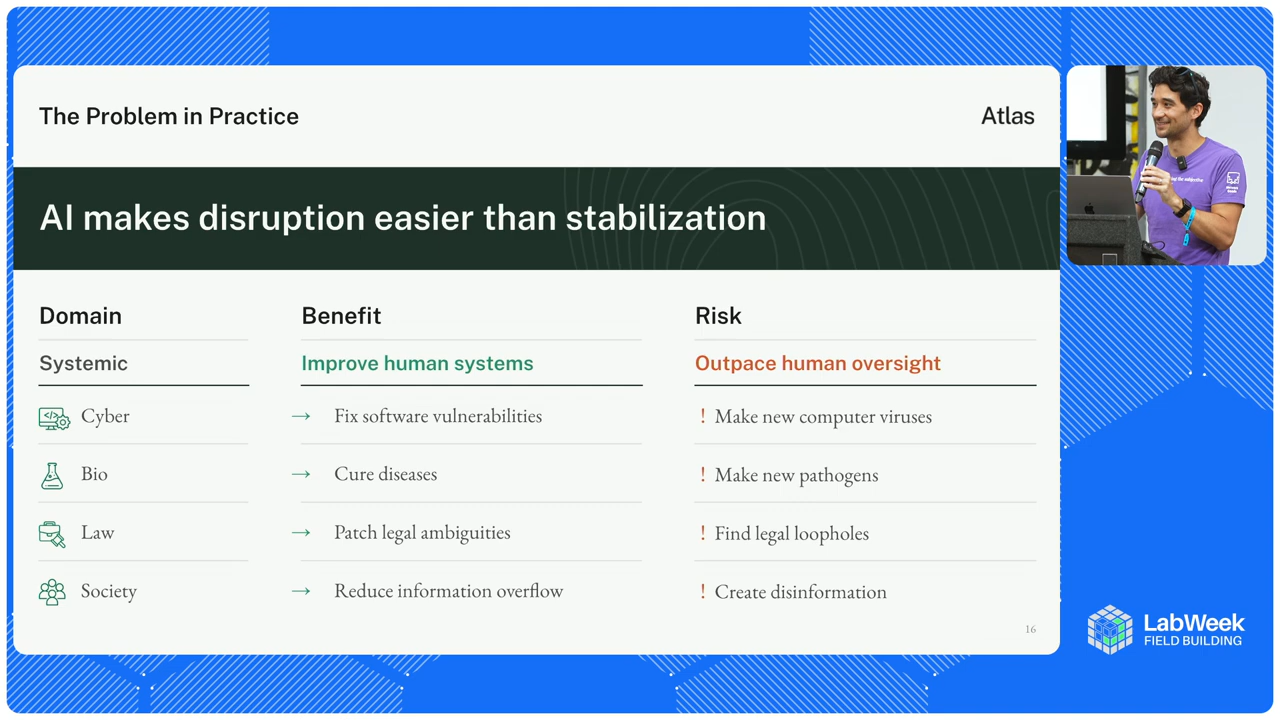 The Problem in Practice
Atlas
AI makes disruption easier than stabilization
Domain Benefit Risk
Systemic Improve human systems Outpace human oversight
Cyber → Fix software vulnerabilities ! Make new computer viruses
Bio → Cure diseases ! Make new pathogens
Law → Patch legal ambiguities ! Find legal loopholes
Society → Reduce information overflow ! Create disinformation
16
LabWeek
FIELD BUILDING